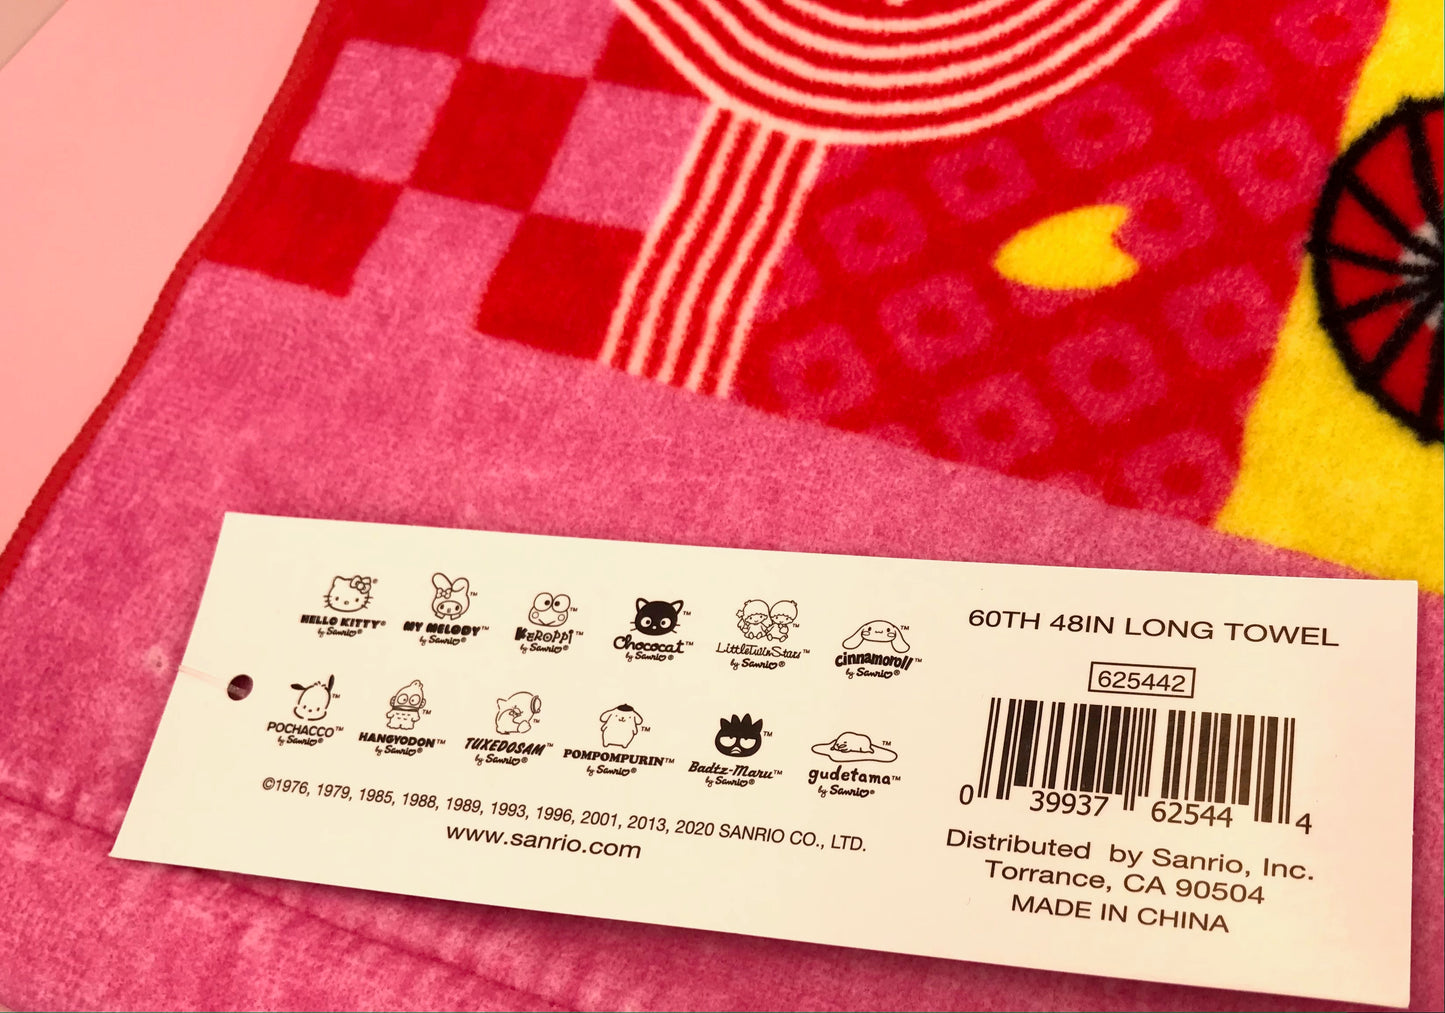 HELLO KITTY®
by Sanrio®
MY MELODY™
by Sanrio®
KEROPPI™
by Sanrio®
Chococat™
by Sanrio®
LittleTwinStars™
by Sanrio®
cinnamoroll™
by Sanrio®
POCHACCO™
by Sanrio®
HANGYODON™
by Sanrio®
TUXEDOSAM™
by Sanrio®
POMPOMPURIN™
by Sanrio®
Badtz-Maru™
by Sanrio®
gudetama™
by Sanrio®
©1976, 1979, 1985, 1988, 1989, 1993, 1996, 2001, 2013, 2020 SANRIO CO., LTD.
www.sanrio.com
60TH 48IN LONG TOWEL
625442
0 39937 62544 4
Distributed by Sanrio, Inc.
Torrance, CA 90504
MADE IN CHINA